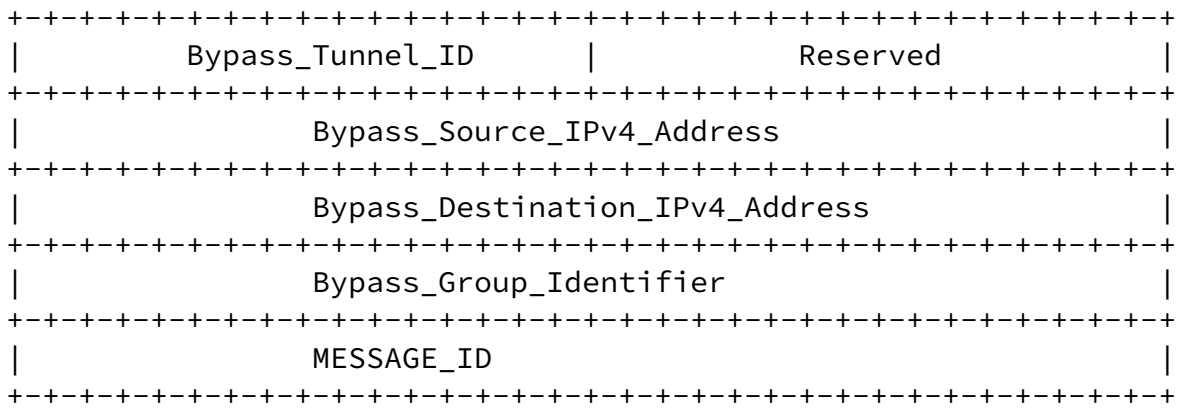 +-+-+-+-+-+-+-+-+-+-+-+-+-+-+-+-+-+-+-+-+-+-+-+-+-+-+-+-+-+-+-+-+
|        Bypass_Tunnel_ID       |           Reserved            |
+-+-+-+-+-+-+-+-+-+-+-+-+-+-+-+-+-+-+-+-+-+-+-+-+-+-+-+-+-+-+-+-+
|               Bypass_Source_IPv4_Address                      |
+-+-+-+-+-+-+-+-+-+-+-+-+-+-+-+-+-+-+-+-+-+-+-+-+-+-+-+-+-+-+-+-+
|               Bypass_Destination_IPv4_Address                 |
+-+-+-+-+-+-+-+-+-+-+-+-+-+-+-+-+-+-+-+-+-+-+-+-+-+-+-+-+-+-+-+-+
|               Bypass_Group_Identifier                         |
+-+-+-+-+-+-+-+-+-+-+-+-+-+-+-+-+-+-+-+-+-+-+-+-+-+-+-+-+-+-+-+-+
|               MESSAGE_ID                                      |
+-+-+-+-+-+-+-+-+-+-+-+-+-+-+-+-+-+-+-+-+-+-+-+-+-+-+-+-+-+-+-+-+